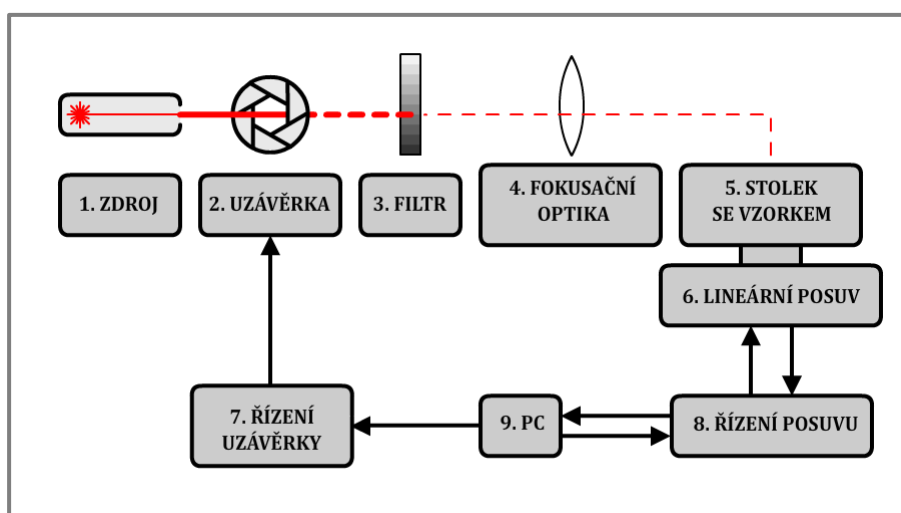 1. ZDROJ
2. UZÁVĚRKA
3. FILTR
4. FOKUSAČNÍ
OPTIKA
5. STOLEK
SE VZORKEM
6. LINEÁRNÍ POSUV
7. ŘÍZENÍ
UZÁVĚRKY
9. PC
8. ŘÍZENÍ POSUVU